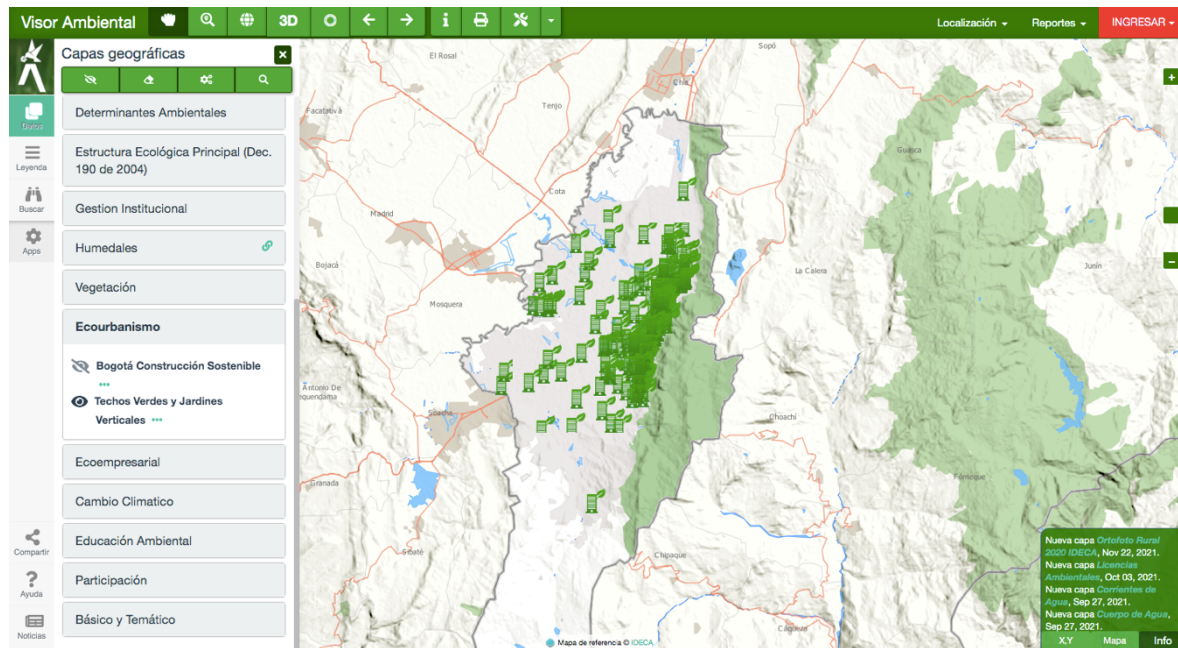 Visor Ambiental
3D
Localización
Reportes
INGRESAR
Capas geográficas
Datos
Leyenda
Buscar
Apps
Compartir
Ayuda
Noticias
Determinantes Ambientales
Estructura Ecológica Principal (Dec.
190 de 2004)
Gestion Institucional
Humedales
Vegetación
Ecourbanismo
Bogotá Construcción Sostenible
...
Techos Verdes y Jardines
Verticales ...
Ecoempresarial
Cambio Climatico
Educación Ambiental
Participación
Básico y Temático
El Rosal
Sopó
Chía
Tenjo
Facatativá
Guasca
Cota
Madrid
Bojacá
La Calera
Junín
Mosquera
Antonio De
equendama
Soacha
Choachí
Granada
Fómeque
Sibaté
Chipaque
Cáqueza
Mapa de referencia © IDECA
Nueva capa Ortofoto Rural
2020 IDECA, Nov 22, 2021.
Nueva capa Licencias
Ambientales, Oct 03, 2021.
Nueva capa Corrientes de
Agua, Sep 27, 2021.
Nueva capa Cuerpo de Agua,
Sep 27, 2021.
X,Y
Mapa
Info